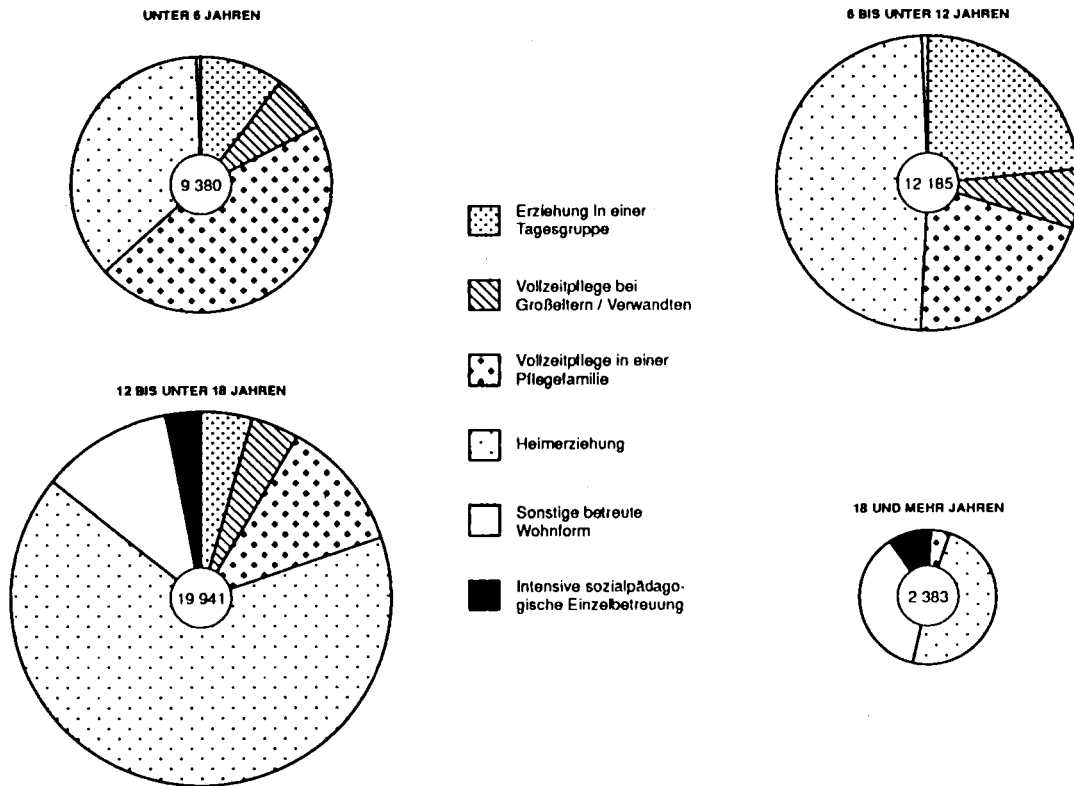 UNTER 6 JAHREN
6 BIS UNTER 12 JAHREN
9 380
12 185
Erziehung in einer
Tagesgruppe
Vollzeitpflege bei
Großeltern / Verwandten
Vollzeitpflege in einer
Pflegefamilie
12 BIS UNTER 18 JAHREN
Heimerziehung
Sonstige betreute
Wohnform
18 UND MEHR JAHREN
Intensive sozialpädago-
gische Einzelbetreuung
19 941
2 383